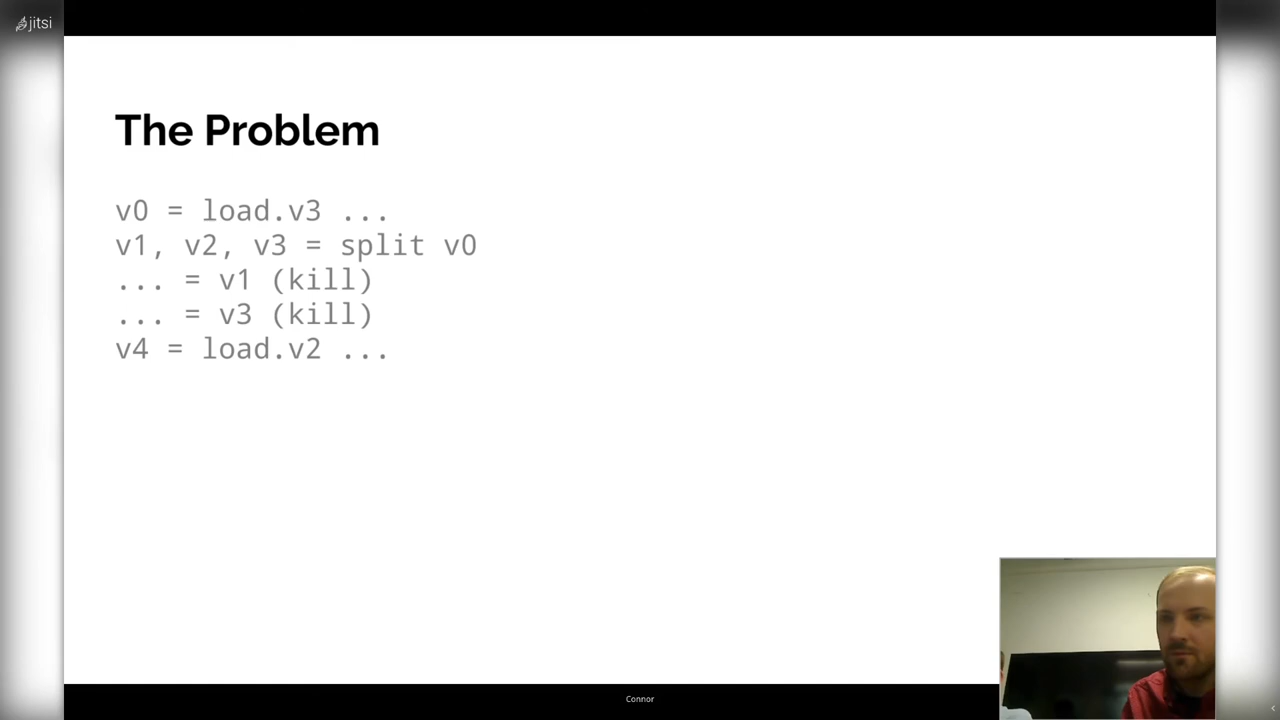 jitsi
The Problem
v0 = load.v3 ...
v1, v2, v3 = split v0
... = v1 (kill)
... = v3 (kill)
v4 = load.v2 ...
Connor